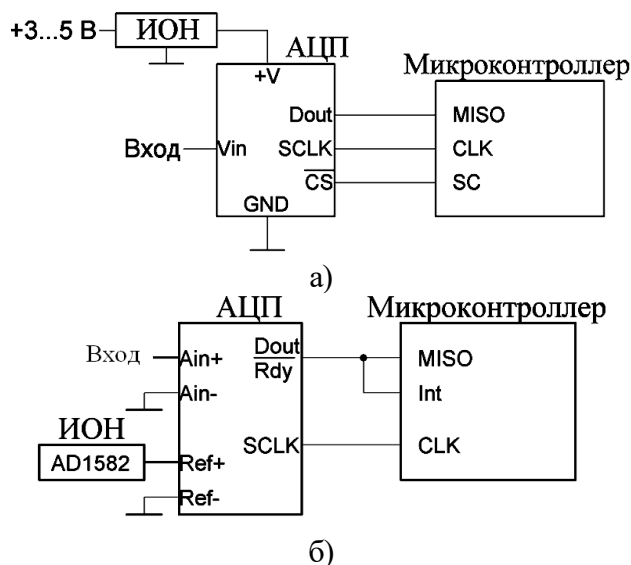 +3...5 В
ИОН
АЦП
Микроконтроллер
+V
Dout
MISO
Вход
Vin
SCLK
CLK
CS
SC
GND
а)
АЦП
Микроконтроллер
Вход
Ain+
Dout
Rdy
MISO
Ain-
Int
ИОН
SCLK
CLK
AD1582
Ref+
Ref-
б)